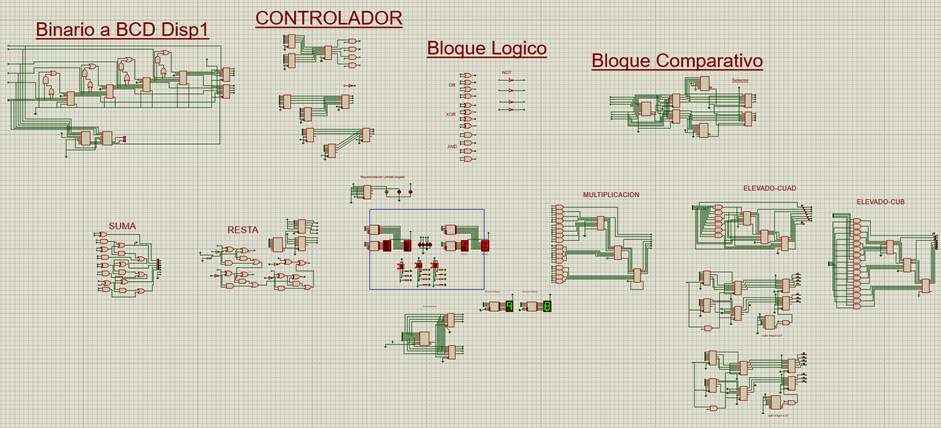 CONTROLADOR
Binario a BCD Disp1
Bloque Logico
Bloque Comparativo
NOT
Selector
OR
XOR
AND
MULTIPLICACION
ELEVADO-CUAD
ELEVADO-CUB
SUMA
RESTA